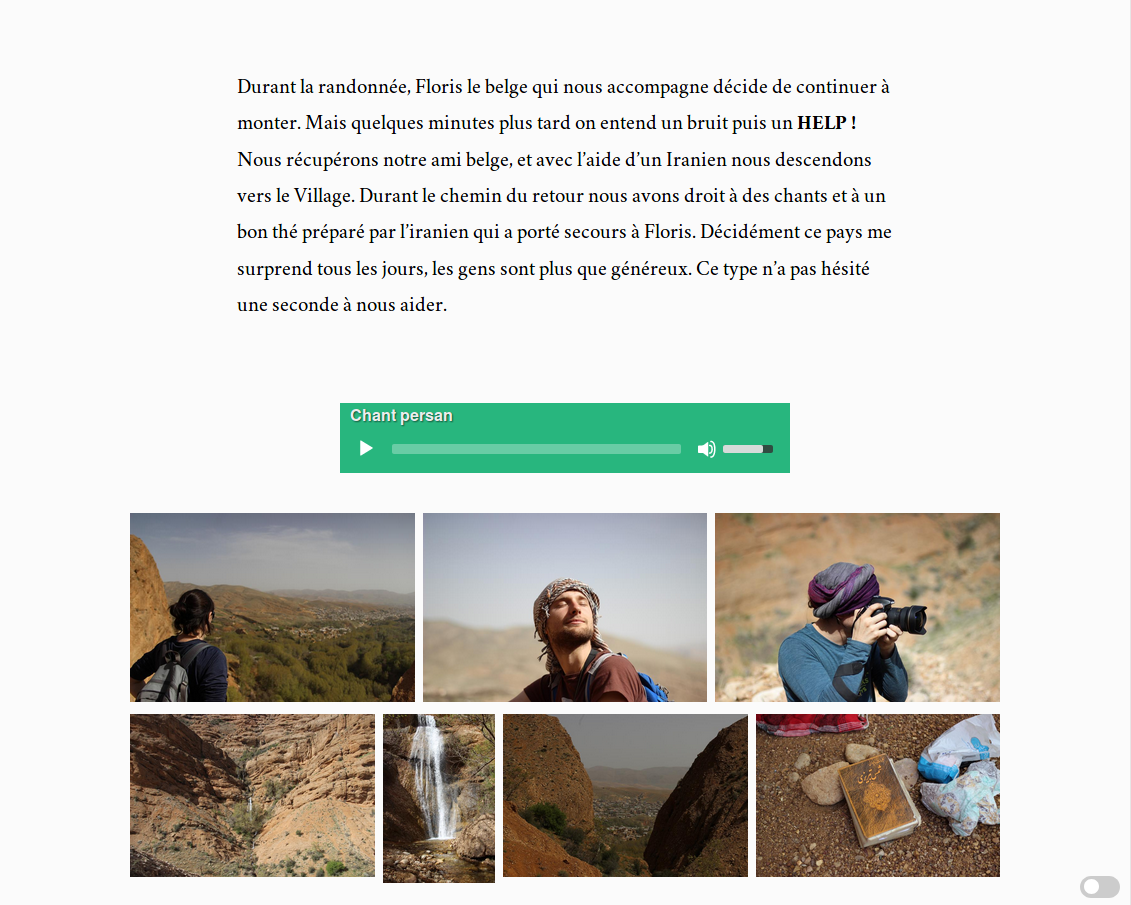 Durant la randonnée, Floris le belge qui nous accompagne décide de continuer à
monter. Mais quelques minutes plus tard on entend un bruit puis un HELP !
Nous récupérons notre ami belge, et avec l’aide d’un Iranien nous descendons
vers le Village. Durant le chemin du retour nous avons droit à des chants et à un
bon thé préparé par l’iranien qui a porté secours à Floris. Décidément ce pays me
surprend tous les jours, les gens sont plus que généreux. Ce type n’a pas hésité
une seconde à nous aider.
Chant persan